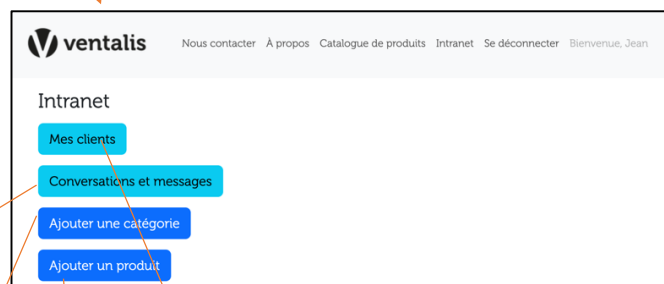 ventalis Nous contacter À propos Catalogue de produits Intranet Se déconnecter Bienvenue, Jean
Intranet
Mes clients
Conversations et messages
Ajouter une catégorie
Ajouter un produit